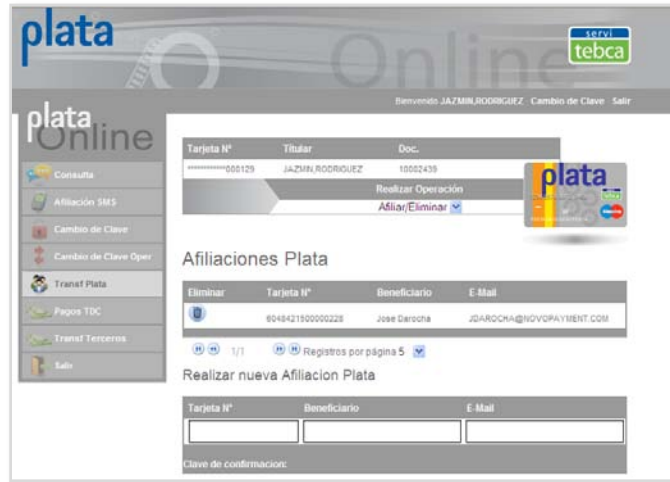 plata
Online
servi
tebca
Bienvenido JAZMIN,RODRIGUEZ Cambio de Clave Salir
plata
Online
Consulta
Afiliación SMS
Cambio de Clave
Cambio de Clave Oper
Transf Plata
Pagos TDC
Transf Terceros
Salir
Tarjeta N° Titular Doc.
************000129 JAZMIN,RODRIGUEZ 10002439
Realizar Operación
Afiliar/Eliminar
plata
Afiliaciones Plata
Eliminar Tarjeta N° Beneficiario E-Mail
6048421500000228 Jose Darocha JDAROCHA@NOVOPAYMENT.COM
1/1 Registros por página 5
Realizar nueva Afiliacion Plata
Tarjeta N° Beneficiario E-Mail
Clave de confirmacion: